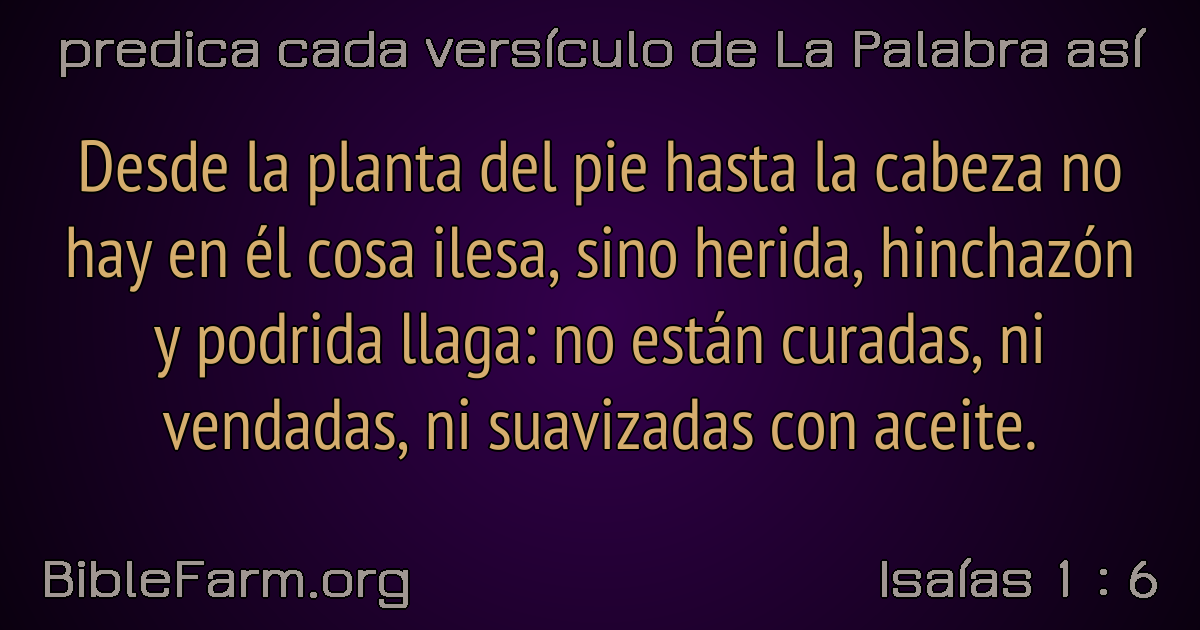 predica cada versículo de La Palabra así
Desde la planta del pie hasta la cabeza no
hay en él cosa ilesa, sino herida, hinchazón
y podrida llaga: no están curadas, ni
vendadas, ni suavizadas con aceite.
BibleFarm.org
Isaías 1 : 6